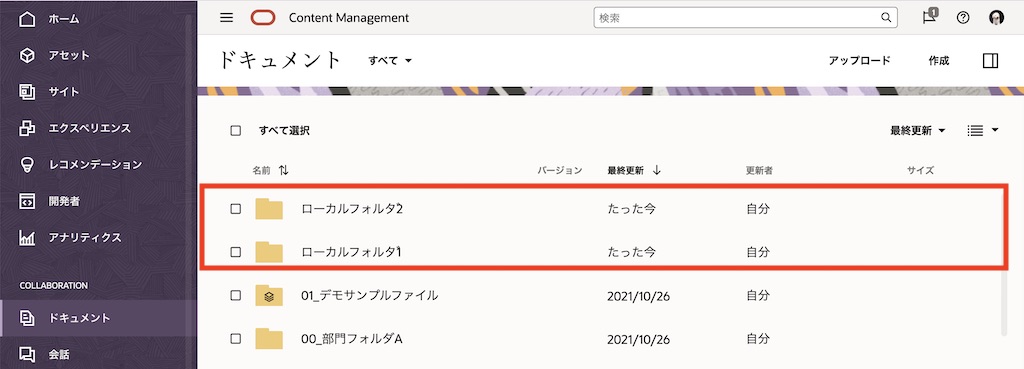 ホーム
アセット
サイト
エクスペリエンス
レコメンデーション
開発者
アナリティクス
COLLABORATION
ドキュメント
会話
Content Management
検索
1
ドキュメント すべて アップロード 作成
すべて選択 最終更新
名前 バージョン 最終更新 更新者 サイズ
ローカルフォルダ2 たった今 自分
ローカルフォルダ1 たった今 自分
01_デモサンプルファイル 2021/10/26 自分
00_部門フォルダA 2021/10/26 自分